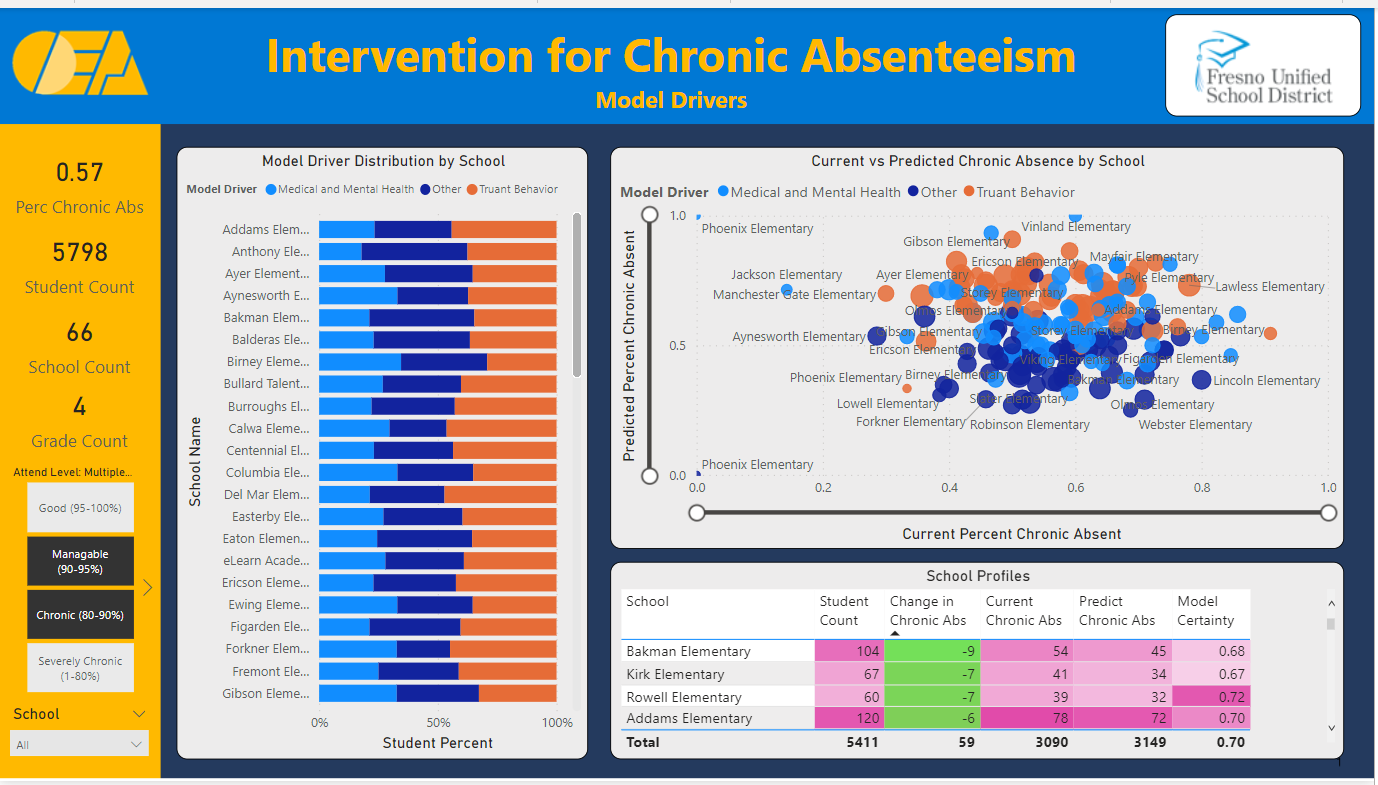 OEA
Intervention for Chronic Absenteeism
Model Drivers
Fresno Unified
School District
0.57
Perc Chronic Abs
5798
Student Count
66
School Count
4
Grade Count
Attend Level: Multiple...
Good (95-100%)
Managable
(90-95%)
Chronic (80-90%)
Severely Chronic
(1-80%)
School
All
Model Driver Distribution by School
Model Driver Medical and Mental Health Other Truant Behavior
School Name
Addams Elem...
Anthony Ele...
Ayer Element...
Aynesworth E...
Bakman Elem...
Balderas Ele...
Birney Eleme...
Bullard Talent...
Burroughs El...
Calwa Eleme...
Centennial El...
Columbia Ele...
Del Mar Elem...
Easterby Ele...
Eaton Elemen...
eLearn Acade...
Ericson Eleme...
Ewing Eleme...
Figarden Ele...
Forkner Elem...
Fremont Ele...
Gibson Eleme...
0% 50% 100%
Student Percent
Current vs Predicted Chronic Absence by School
Model Driver Medical and Mental Health Other Truant Behavior
Predicted Percent Chronic Absent
1.0
Phoenix Elementary
Vinland Elementary
Gibson Elementary
Ericson Elementary
Mayfair Elementary
Jackson Elementary
Ayer Elementary
Pyle Elementary
Lawless Elementary
Manchester Gate Elementary
Storey Elementary
Olmos Elementary
Addams Elementary
Aynesworth Elementary
Gibson Elementary
Storey Elementary
Birney Elementary
0.5
Ericson Elementary
Viking Elementary
Figarden Elementary
Phoenix Elementary
Birney Elementary
Bakman Elementary
Lincoln Elementary
Lowell Elementary
Slater Elementary
Olmos Elementary
Forkner Elementary
Robinson Elementary
Webster Elementary
Phoenix Elementary
0.0
0.0 0.2 0.4 0.6 0.8 1.0
Current Percent Chronic Absent
School Profiles
School Student Count Change in Chronic Abs Current Chronic Abs Predict Chronic Abs Model Certainty
Bakman Elementary 104 -9 54 45 0.68
Kirk Elementary 67 -7 41 34 0.67
Rowell Elementary 60 -7 39 32 0.72
Addams Elementary 120 -6 78 72 0.70
Total 5411 59 3090 3149 0.70
1